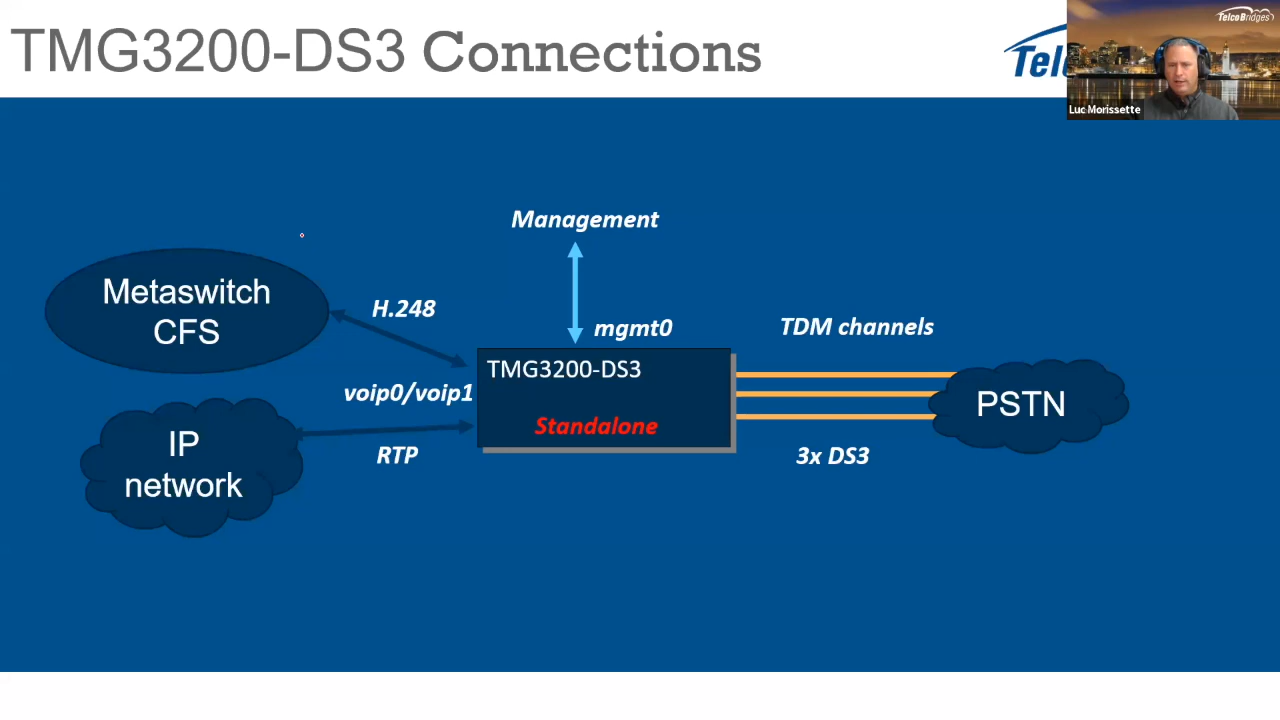 TMG3200-DS3 Connections
TelcoBridges
Luc Morissette
Management
Metaswitch
CFS
H.248
mgmt0
TDM channels
TMG3200-DS3
voip0/voip1
PSTN
Standalone
IP
network
RTP
3x DS3